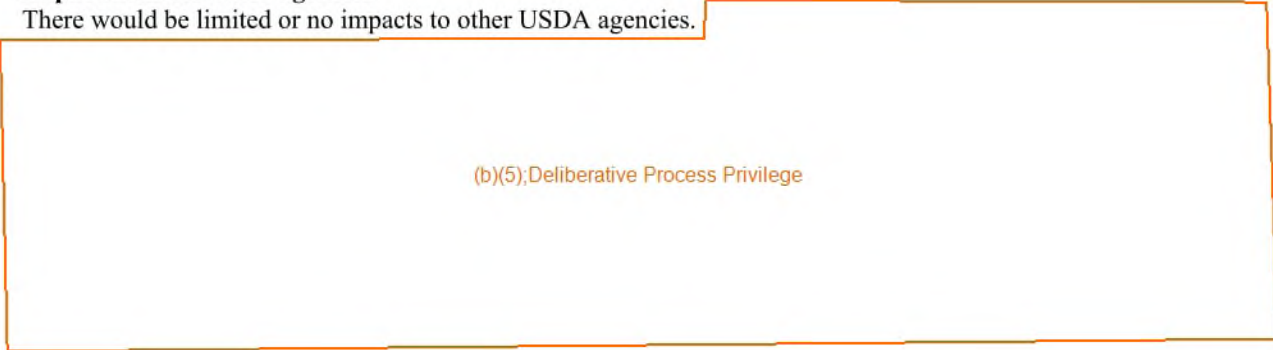 There would be limited or no impacts to other USDA agencies.
(b)(5);Deliberative Process Privilege